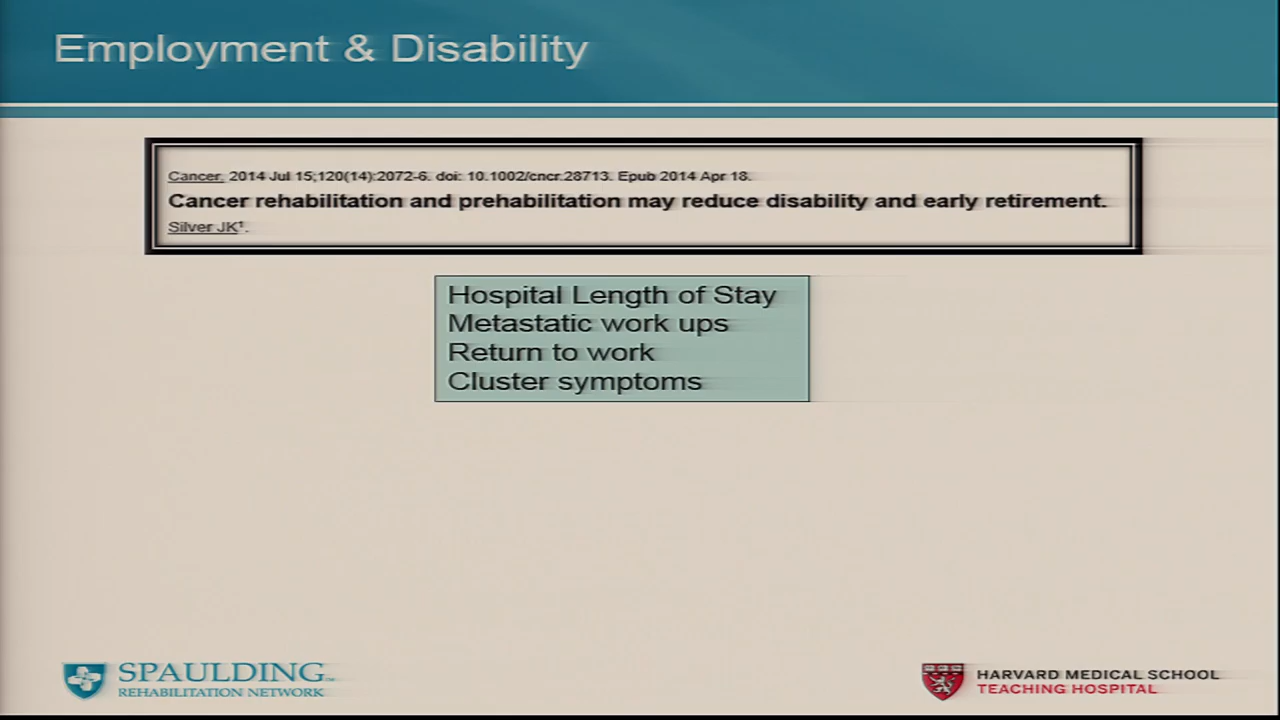 Employment & Disability
Cancer. 2014 Jul 15;120(14):2072-6. doi: 10.1002/cncr.28713. Epub 2014 Apr 18.
Cancer rehabilitation and prehabilitation may reduce disability and early retirement.
Silver JK¹.
Hospital Length of Stay
Metastatic work ups
Return to work
Cluster symptoms
SPAULDING™
REHABILITATION NETWORK
HARVARD MEDICAL SCHOOL
TEACHING HOSPITAL